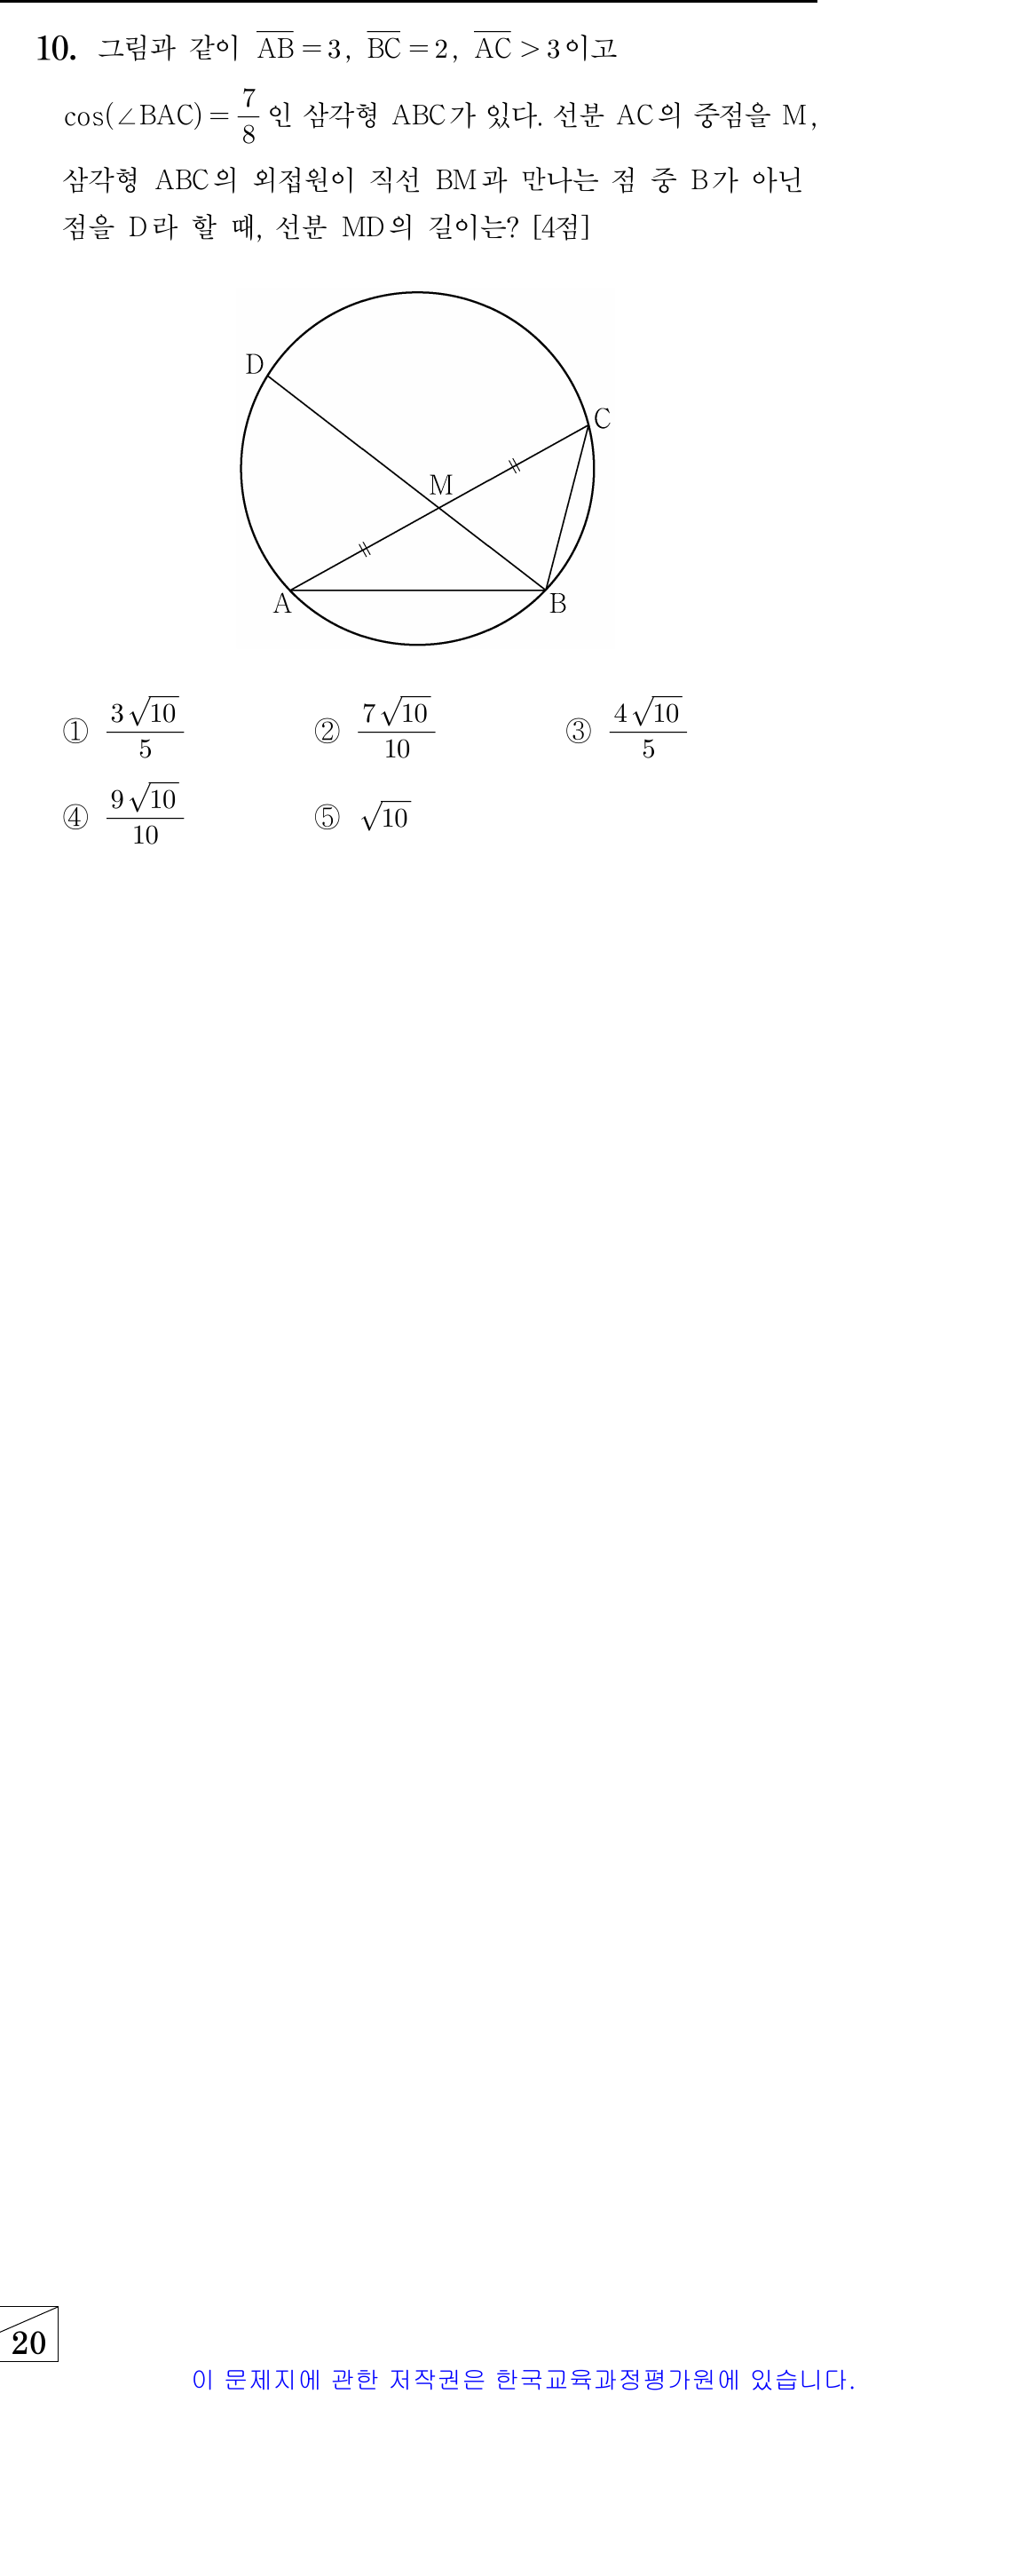 10. 그림과 같이 $\overline{AB}=3$, $\overline{BC}=2$, $\overline{AC}>3$이고
$\cos(\angle BAC)=\frac{7}{8}$인 삼각형 ABC가 있다. 선분 AC의 중점을 M,
삼각형 ABC의 외접원이 직선 BM과 만나는 점 중 B가 아닌
점을 D라 할 때, 선분 MD의 길이는? [4점]
D
C
M
A
B
① $\frac{3\sqrt{10}}{5}$ ② $\frac{7\sqrt{10}}{10}$ ③ $\frac{4\sqrt{10}}{5}$
④ $\frac{9\sqrt{10}}{10}$ ⑤ $\sqrt{10}$
20
이 문제지에 관한 저작권은 한국교육과정평가원에 있습니다.